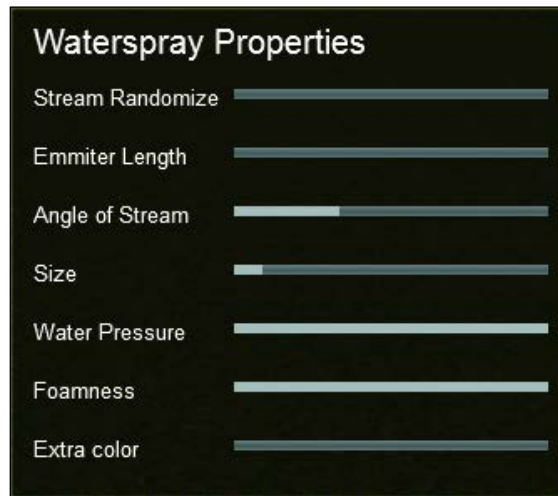 Waterspray Properties
Stream Randomize
Emmiter Length
Angle of Stream
Size
Water Pressure
Foamness
Extra color